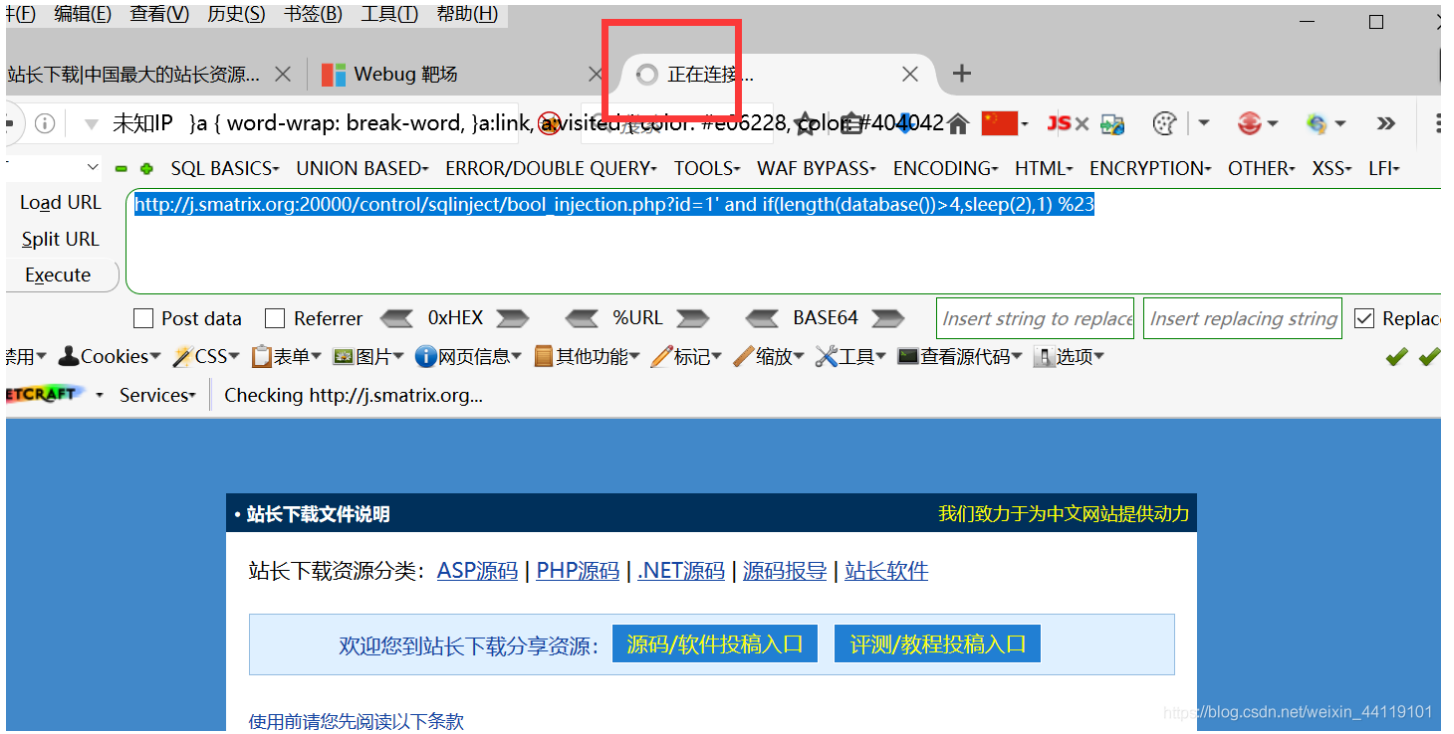 件(F) 编辑(E) 查看(V) 历史(S) 书签(B) 工具(T) 帮助(H)
站长下载|中国最大的站长资源... Webug 靶场 正在连接...
未知IP }a { word-wrap: break-word, }a:link, a:visited { color: #e06228, color: #404042 JS
SQL BASICS UNION BASED ERROR/DOUBLE QUERY TOOLS WAF BYPASS ENCODING HTML ENCRYPTION OTHER XSS LFI
Load URL
http://j.smatrix.org:20000/control/sqlinject/bool_injection.php?id=1' and if(length(database())>4,sleep(2),1) %23
Split URL
Execute
Post data Referrer 0xHEX %URL BASE64 Insert string to replace Insert replacing string Replac
禁用 Cookies CSS 表单 图片 网页信息 其他功能 标记 缩放 工具 查看源代码 选项
ETCRAFT Services Checking http://j.smatrix.org...
• 站长下载文件说明 我们致力于为中文网站提供动力
站长下载资源分类：ASP源码 | PHP源码 | .NET源码 | 源码报导 | 站长软件
欢迎您到站长下载分享资源： 源码/软件投稿入口 评测/教程投稿入口
使用前请您先阅读以下条款
https://blog.csdn.net/weixin_44119101